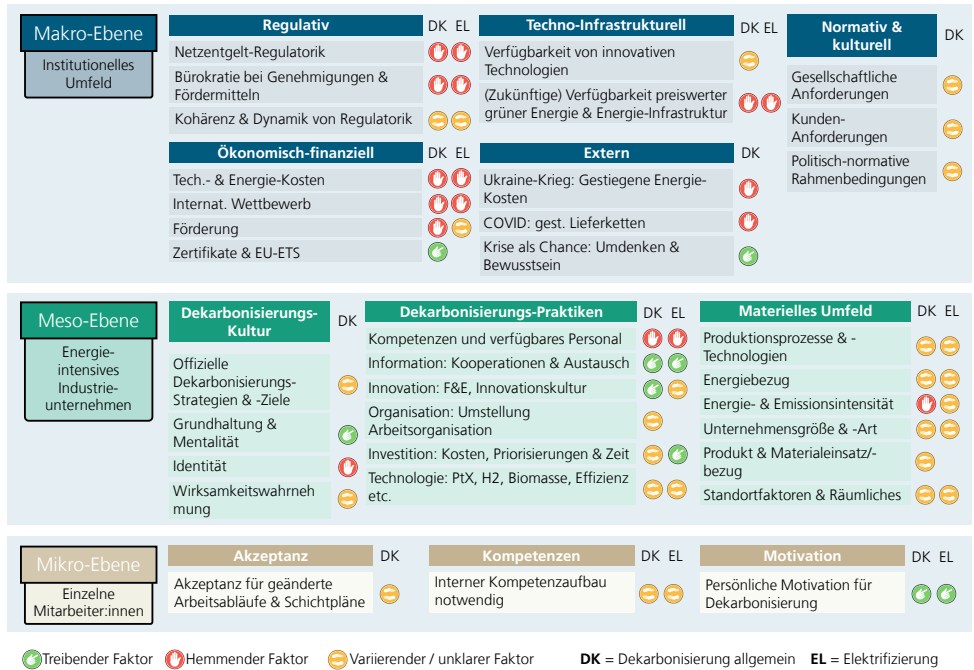 Makro-Ebene
Institutionelles
Umfeld
Regulativ DK EL
Netzentgelt-Regulatorik
Bürokratie bei Genehmigungen &
Fördermitteln
Kohärenz & Dynamik von Regulatorik
Techno-Infrastrukturell DK EL
Verfügbarkeit von innovativen
Technologien
(Zukünftige) Verfügbarkeit preiswerter
grüner Energie & Energie-Infrastruktur
Normativ &
kulturell DK
Gesellschaftliche
Anforderungen
Kunden-
Anforderungen
Politisch-normative
Rahmenbedingungen
Ökonomisch-finanziell DK EL
Tech.- & Energie-Kosten
Internat. Wettbewerb
Förderung
Zertifikate & EU-ETS
Extern DK
Ukraine-Krieg: Gestiegene Energie-
Kosten
COVID: gest. Lieferketten
Krise als Chance: Umdenken &
Bewusstsein
Meso-Ebene
Energie-
intensives
Industrie-
unternehmen
Dekarbonisierungs-
Kultur DK
Offizielle
Dekarbonisierungs-
Strategien & -Ziele
Grundhaltung &
Mentalität
Identität
Wirksamkeitswahrneh
mung
Dekarbonisierungs-Praktiken DK EL
Kompetenzen und verfügbares Personal
Information: Kooperationen & Austausch
Innovation: F&E, Innovationskultur
Organisation: Umstellung
Arbeitsorganisation
Investition: Kosten, Priorisierungen & Zeit
Technologie: PtX, H2, Biomasse, Effizienz
etc.
Materielles Umfeld DK EL
Produktionsprozesse & -
Technologien
Energiebezug
Energie- & Emissionsintensität
Unternehmensgröße & -Art
Produkt & Materialeinsatz/-
bezug
Standortfaktoren & Räumliches
Mikro-Ebene
Einzelne
Mitarbeiter:innen
Akzeptanz DK
Akzeptanz für geänderte
Arbeitsabläufe & Schichtpläne
Kompetenzen DK EL
Interner Kompetenzaufbau
notwendig
Motivation DK EL
Persönliche Motivation für
Dekarbonisierung
Treibender Faktor Hemmender Faktor Variierender / unklarer Faktor DK = Dekarbonisierung allgemein EL = Elektrifizierung